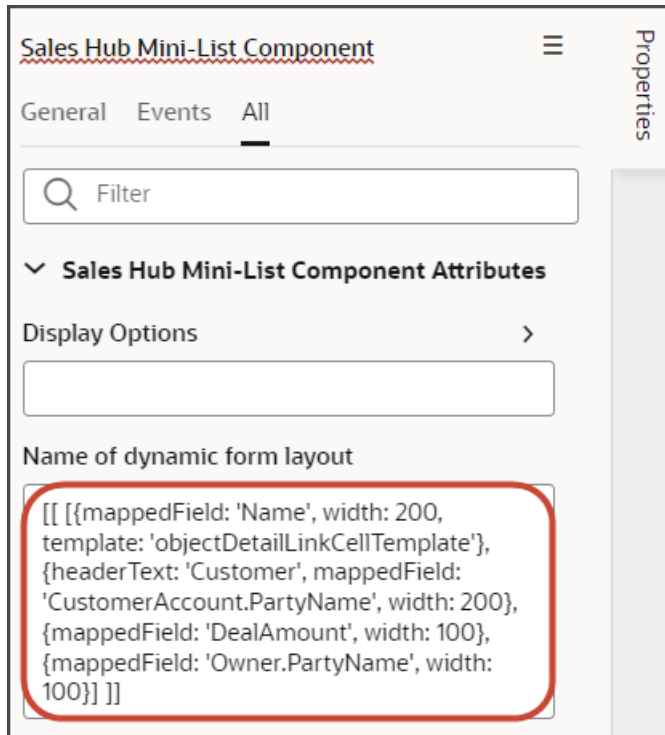 Sales Hub Mini-List Component
Properties
General Events All
Filter
Sales Hub Mini-List Component Attributes
Display Options
Name of dynamic form layout
[[ [{mappedField: 'Name', width: 200,
template: 'objectDetailLinkCellTemplate'},
{headerText: 'Customer', mappedField:
'CustomerAccount.PartyName', width: 200},
{mappedField: 'DealAmount', width: 100},
{mappedField: 'Owner.PartyName', width:
100}] ]]